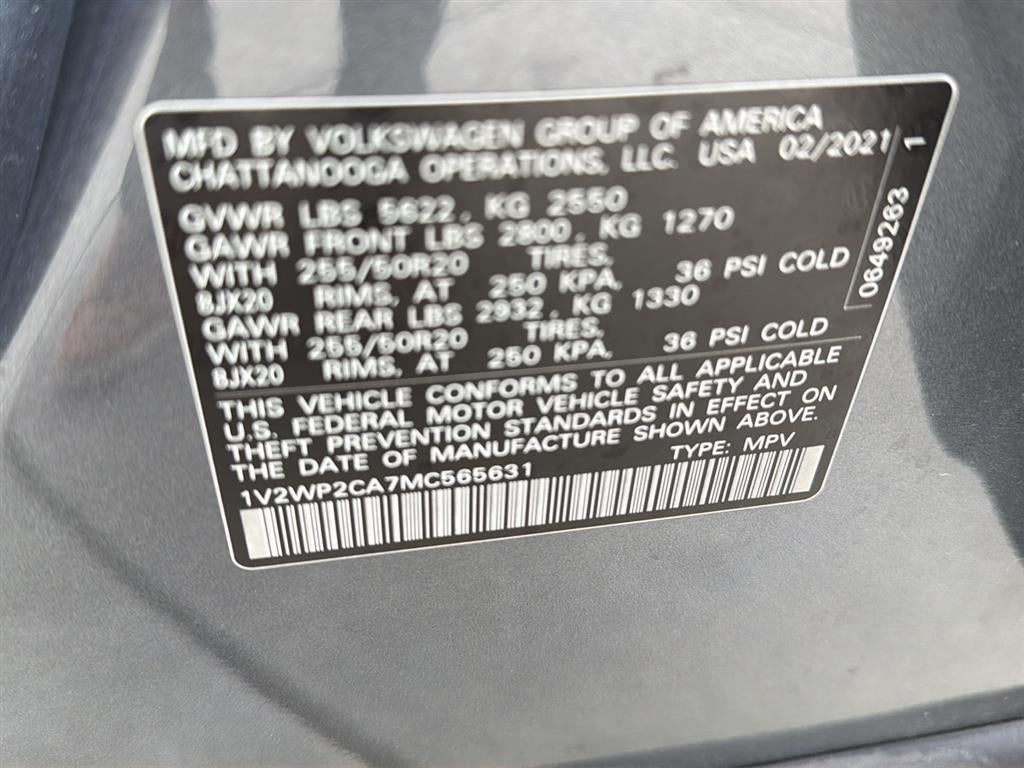 MFD BY VOLKSWAGEN GROUP OF AMERICA
CHATTANOOGA OPERATIONS, LLC. USA 02/2021
GVWR LBS 5622, KG 2550
GAWR FRONT LBS 2800, KG 1270
WITH 255/50R20 TIRES,
8JX20 RIMS, AT 250 KPA, 36 PSI COLD
GAWR REAR LBS 2932, KG 1330
WITH 255/50R20 TIRES,
8JX20 RIMS, AT 250 KPA, 36 PSI COLD
THIS VEHICLE CONFORMS TO ALL APPLICABLE
U.S. FEDERAL MOTOR VEHICLE SAFETY AND
THEFT PREVENTION STANDARDS IN EFFECT ON
THE DATE OF MANUFACTURE SHOWN ABOVE.
1V2WP2CA7MC565631 TYPE: MPV
0649263 1